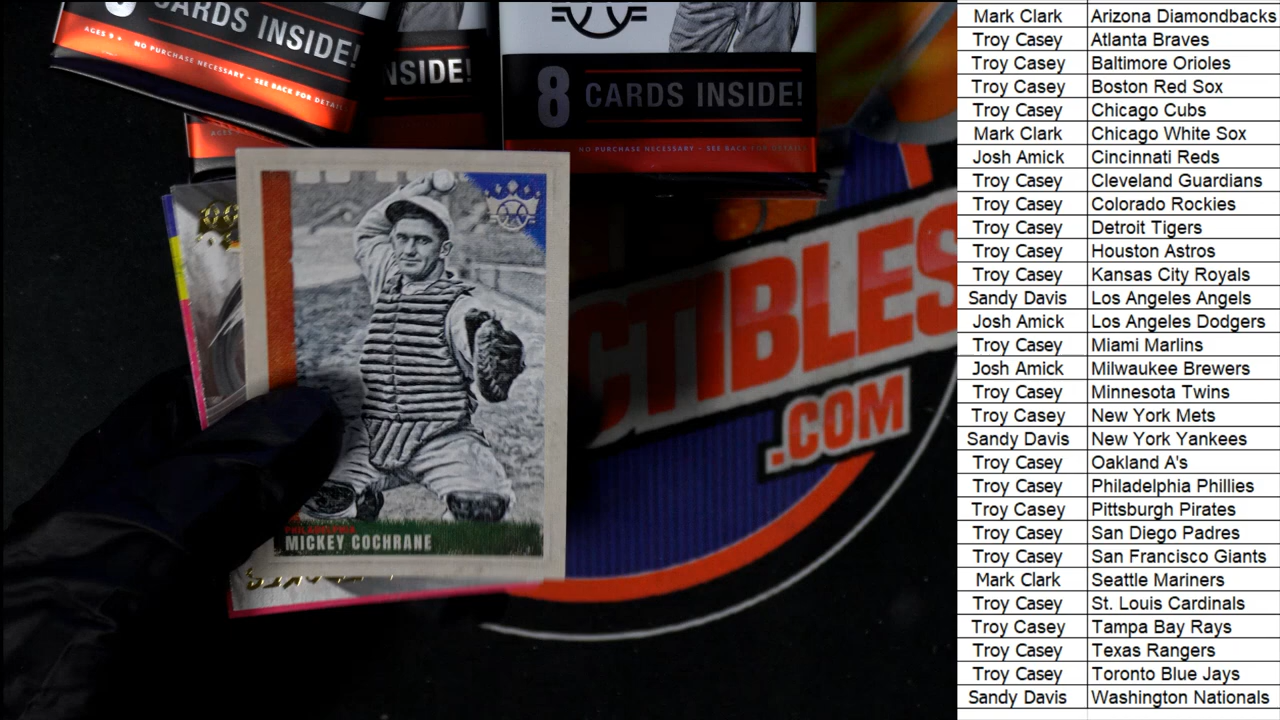 CARDS INSIDE!
AGES 9+ NO PURCHASE NECESSARY - SEE BACK FOR DETAILS
NSIDE!
8 CARDS INSIDE!
NO PURCHASE NECESSARY - SEE BACK FOR DETAILS
PHILADELPHIA
MICKEY COCHRANE
CTIBLES
.COM
Mark Clark Arizona Diamondbacks
Troy Casey Atlanta Braves
Troy Casey Baltimore Orioles
Troy Casey Boston Red Sox
Troy Casey Chicago Cubs
Mark Clark Chicago White Sox
Josh Amick Cincinnati Reds
Troy Casey Cleveland Guardians
Troy Casey Colorado Rockies
Troy Casey Detroit Tigers
Troy Casey Houston Astros
Troy Casey Kansas City Royals
Sandy Davis Los Angeles Angels
Josh Amick Los Angeles Dodgers
Troy Casey Miami Marlins
Josh Amick Milwaukee Brewers
Troy Casey Minnesota Twins
Troy Casey New York Mets
Sandy Davis New York Yankees
Troy Casey Oakland A's
Troy Casey Philadelphia Phillies
Troy Casey Pittsburgh Pirates
Troy Casey San Diego Padres
Troy Casey San Francisco Giants
Mark Clark Seattle Mariners
Troy Casey St. Louis Cardinals
Troy Casey Tampa Bay Rays
Troy Casey Texas Rangers
Troy Casey Toronto Blue Jays
Sandy Davis Washington Nationals